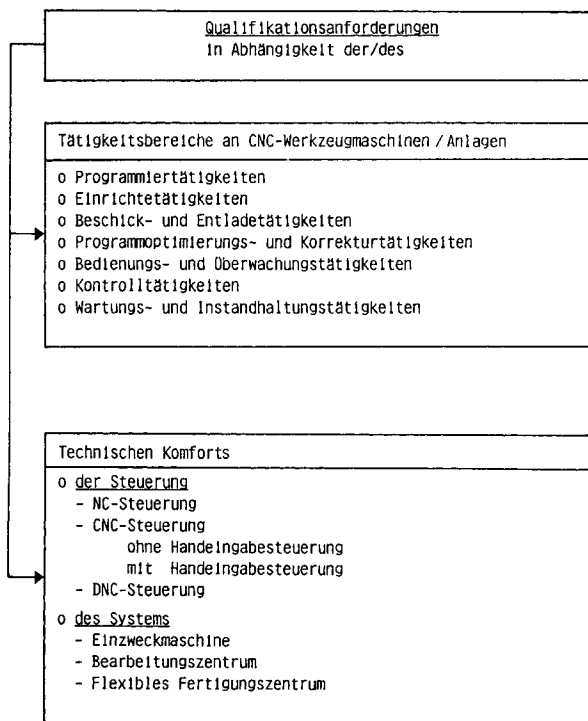 Qualifikationsanforderungen
in Abhängigkeit der/des
Tätigkeitsbereiche an CNC-Werkzeugmaschinen / Anlagen
o Programmiertätigkeiten
o Einrichtetätigkeiten
o Beschick- und Entladetätigkeiten
o Programmoptimierungs- und Korrekturtätigkeiten
o Bedienungs- und Überwachungstätigkeiten
o Kontrolltätigkeiten
o Wartungs- und Instandhaltungstätigkeiten
Technischen Komforts
o der Steuerung
- NC-Steuerung
- CNC-Steuerung
ohne Handeingabesteuerung
mit Handeingabesteuerung
- DNC-Steuerung
o des Systems
- Einzweckmaschine
- Bearbeitungszentrum
- Flexibles Fertigungszentrum